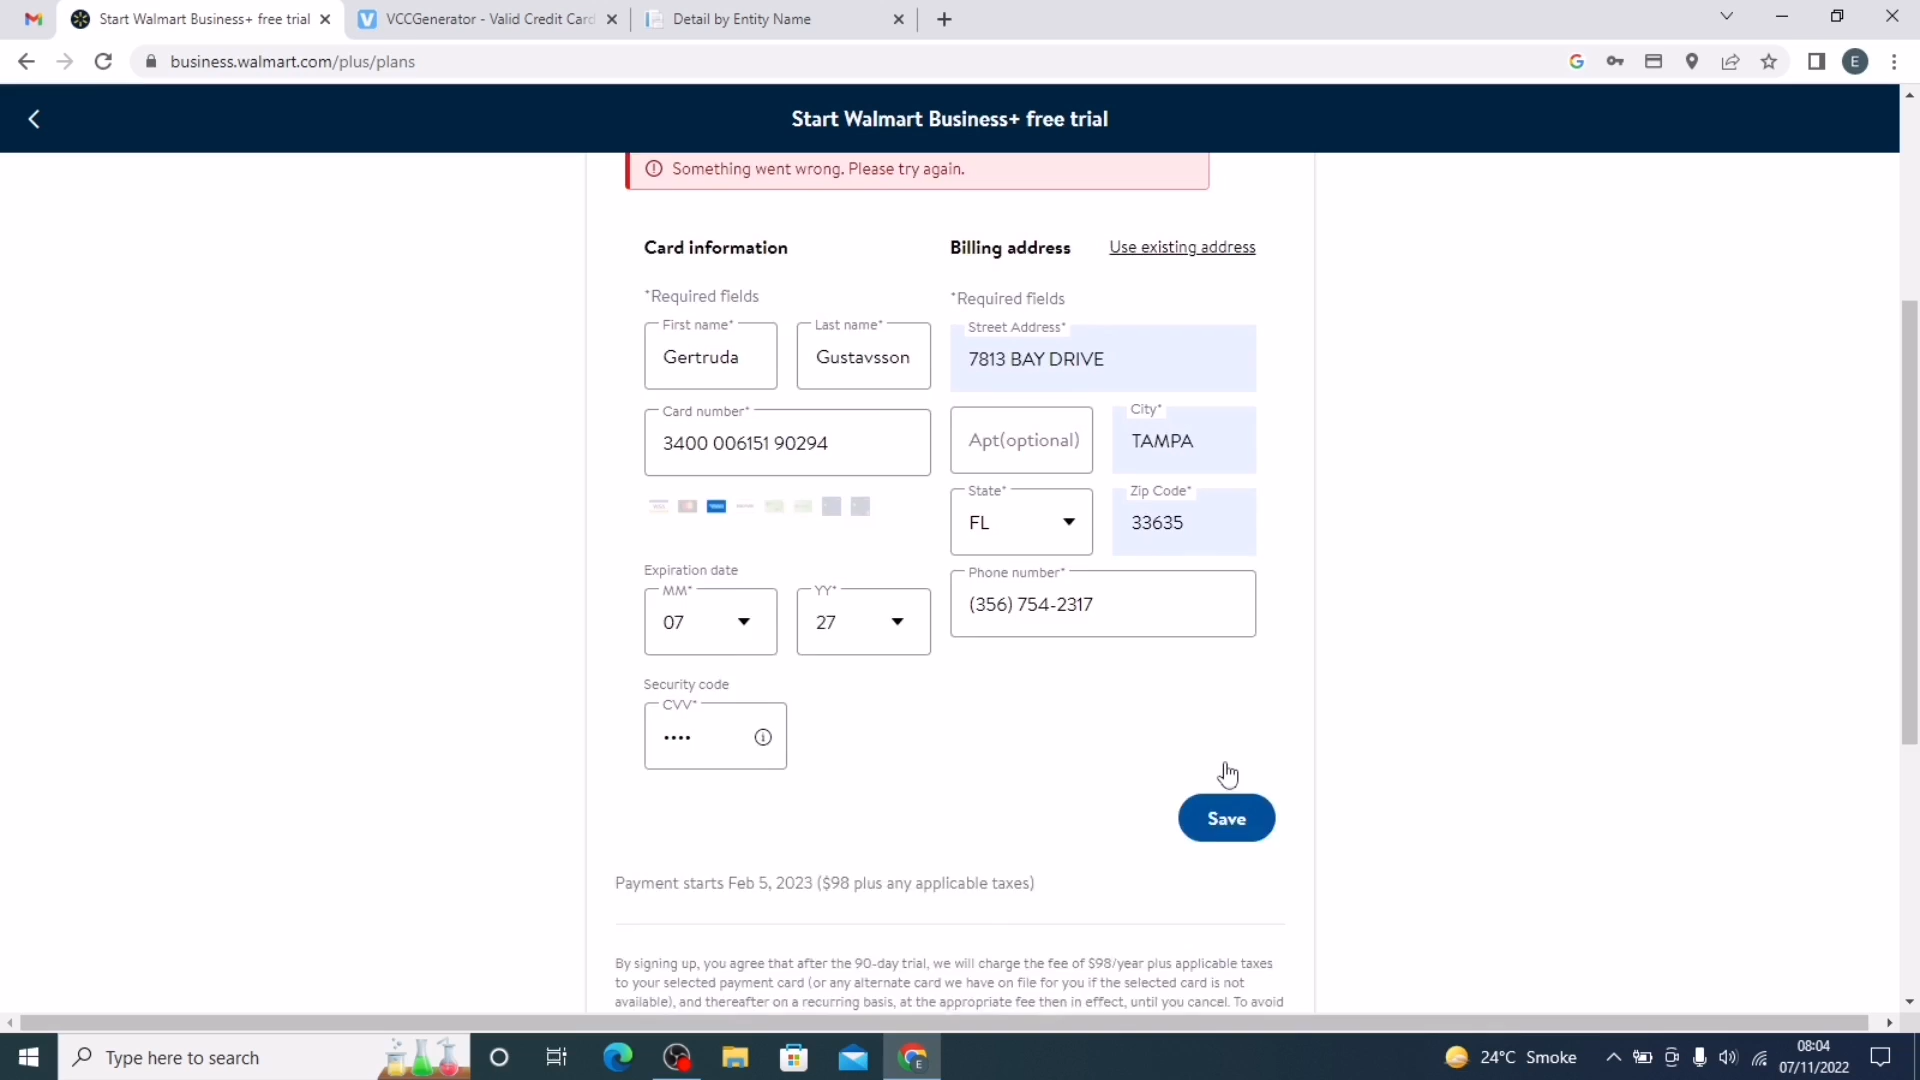 Start Walmart Business+ free trial
VCCGenerator - Valid Credit Card
Detail by Entity Name
business.walmart.com/plus/plans
E
Start Walmart Business+ free trial
Something went wrong. Please try again.
Card information
Billing address
Use existing address
*Required fields
*Required fields
First name*
Last name*
Street Address*
Gertruda
Gustavsson
7813 BAY DRIVE
Card number*
City*
3400 006151 90294
Apt(optional)
TAMPA
State*
Zip Code*
FL
33635
Expiration date
Phone number*
MM*
YY*
(356) 754-2317
07
27
Security code
CVV*
••••
Save
Payment starts Feb 5, 2023 ($98 plus any applicable taxes)
By signing up, you agree that after the 90-day trial, we will charge the fee of $98/year plus applicable taxes
to your selected payment card (or any alternate card we have on file for you if the selected card is not
available), and thereafter on a recurring basis, at the appropriate fee then in effect, until you cancel. To avoid
Type here to search
24°C Smoke
08:04
07/11/2022